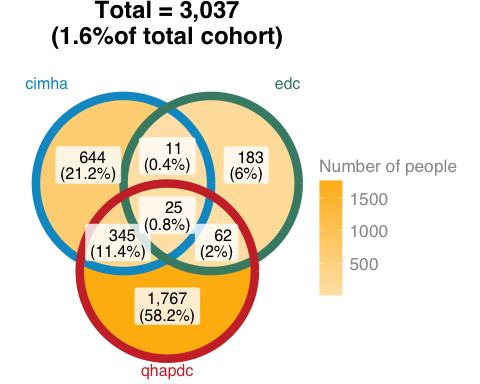 Total = 3,037
(1.6%of total cohort)
cimha
edc
11
(0.4%)
644
(21.2%)
183
(6%)
Number of people
1500
1000
500
25
(0.8%)
345
(11.4%)
62
(2%)
1,767
(58.2%)
qhapdc